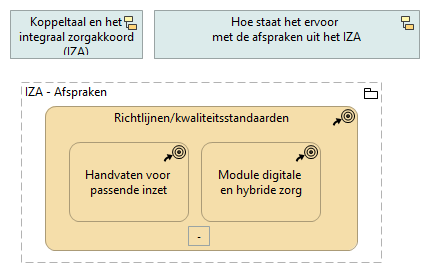 Koppeltaal en het
integraal zorgakkoord
(IZA)
Hoe staat het ervoor
met de afspraken uit het IZA
IZA - Afspraken
Richtlijnen/kwaliteitsstandaarden
Handvaten voor
passende inzet
Module digitale
en hybride zorg
-